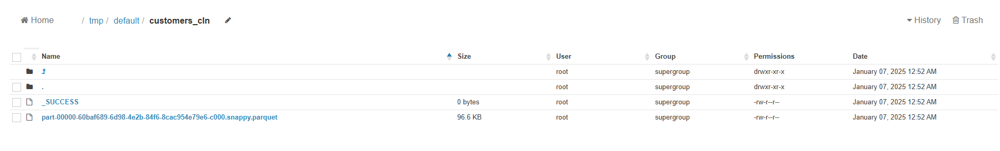 Home / tmp / default / customers_cln History Trash
Name Size User Group Permissions Date
root supergroup drwxr-xr-x January 07, 2025 12:52 AM
. root supergroup drwxr-xr-x January 07, 2025 12:52 AM
_SUCCESS 0 bytes root supergroup -rw-r--r-- January 07, 2025 12:52 AM
part-00000-60baf689-6d98-4e2b-84f6-8cac954e79e6-c000.snappy.parquet 96.6 KB root supergroup -rw-r--r-- January 07, 2025 12:52 AM